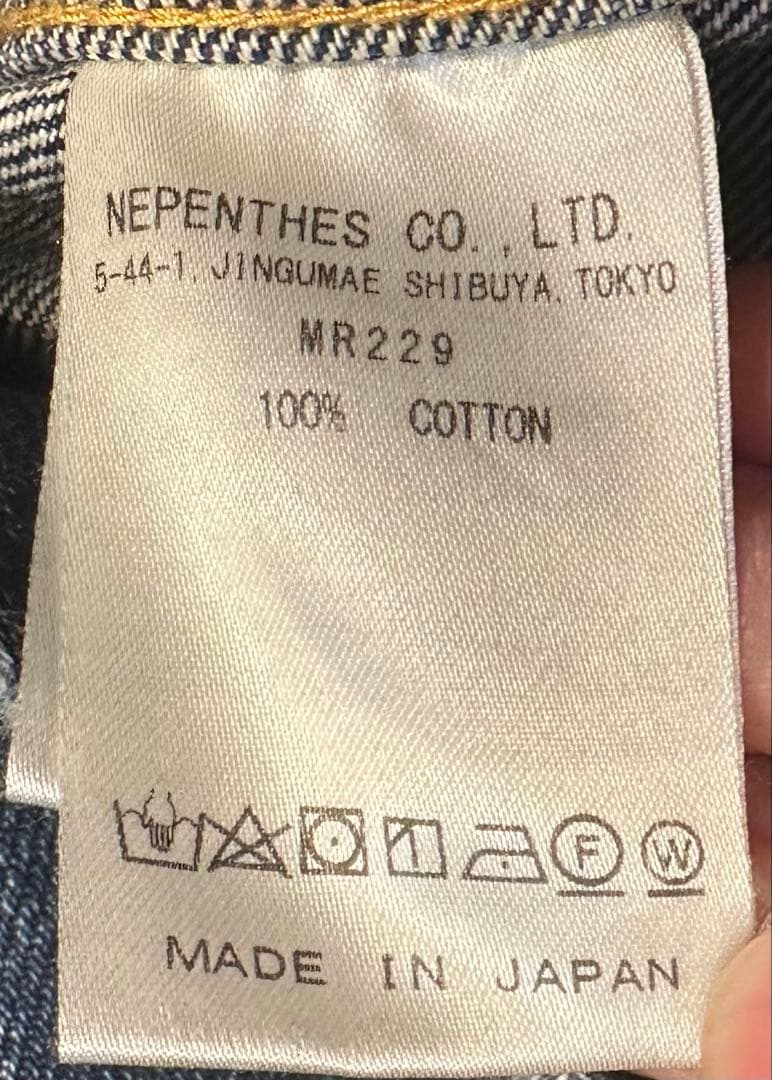 NEPENTHES CO., LTD.
5-44-1, JINGUMAE SHIBUYA, TOKYO
MR229
100% COTTON
F W
MADE IN JAPAN